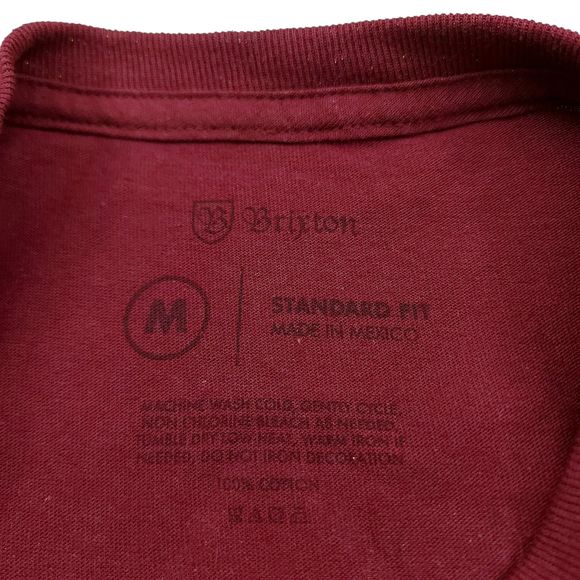 B Brixton
M STANDARD FIT
MADE IN MEXICO
MACHINE WASH COLD, GENTLY CYCLE,
NON CHLORINE BLEACH AS NEEDED,
TUMBLE DRY LOW HEAT, WARM IRON IF
NEEDED, DO NOT IRON DECORATION
100% COTTON